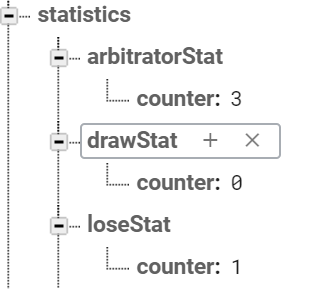 statistics
arbitratorStat
counter: 3
drawStat + ×
counter: 0
loseStat
counter: 1